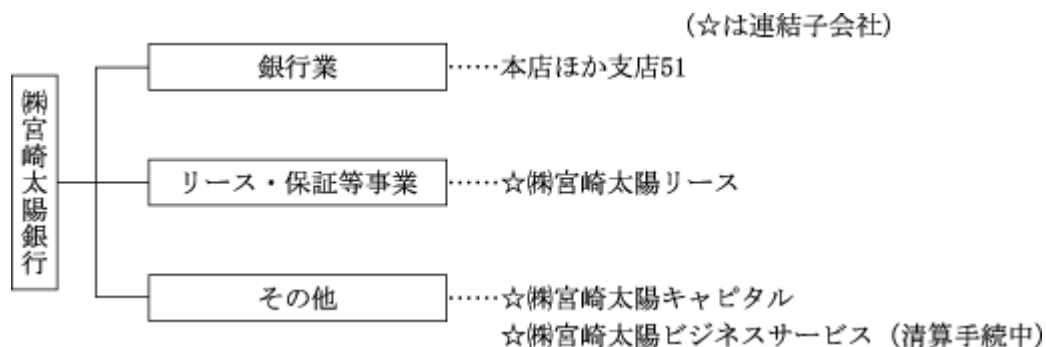 (☆は連結子会社)
㈱宮崎太陽銀行
銀行業 ……本店ほか支店51
リース・保証等事業 ……☆㈱宮崎太陽リース
その他 ……☆㈱宮崎太陽キャピタル
☆㈱宮崎太陽ビジネスサービス (清算手続中)